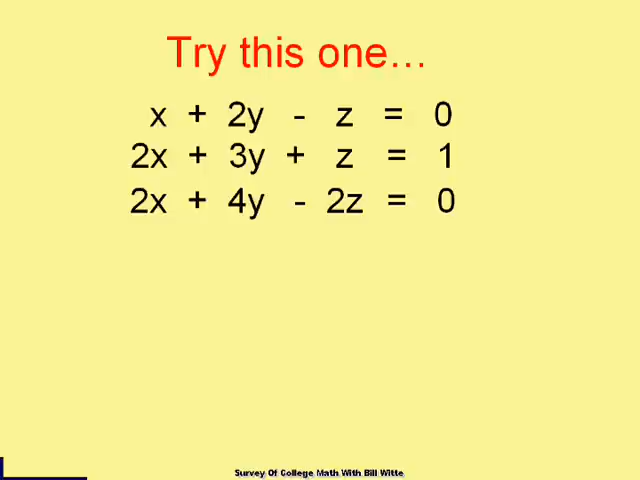 Try this one...
x + 2y - z = 0
2x + 3y + z = 1
2x + 4y - 2z = 0
Survey Of College Math With Bill Witte